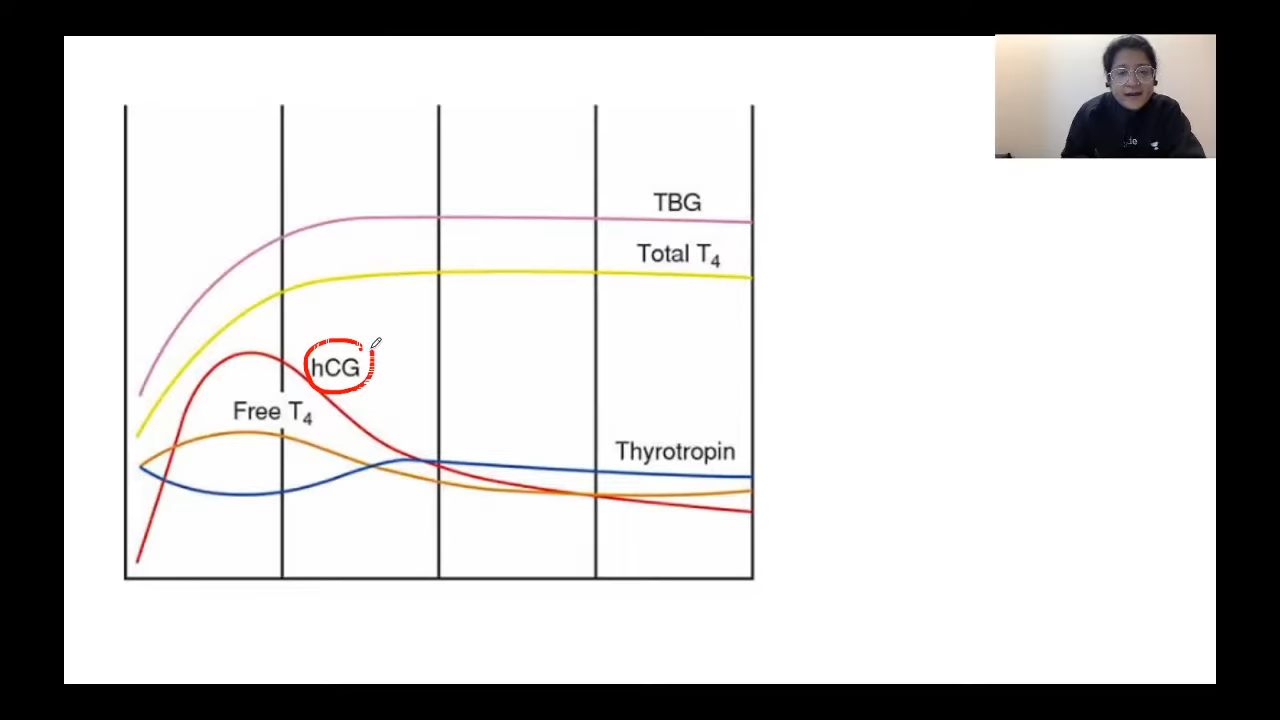 TBG
Total T₄
hCG
Free T₄
Thyrotropin